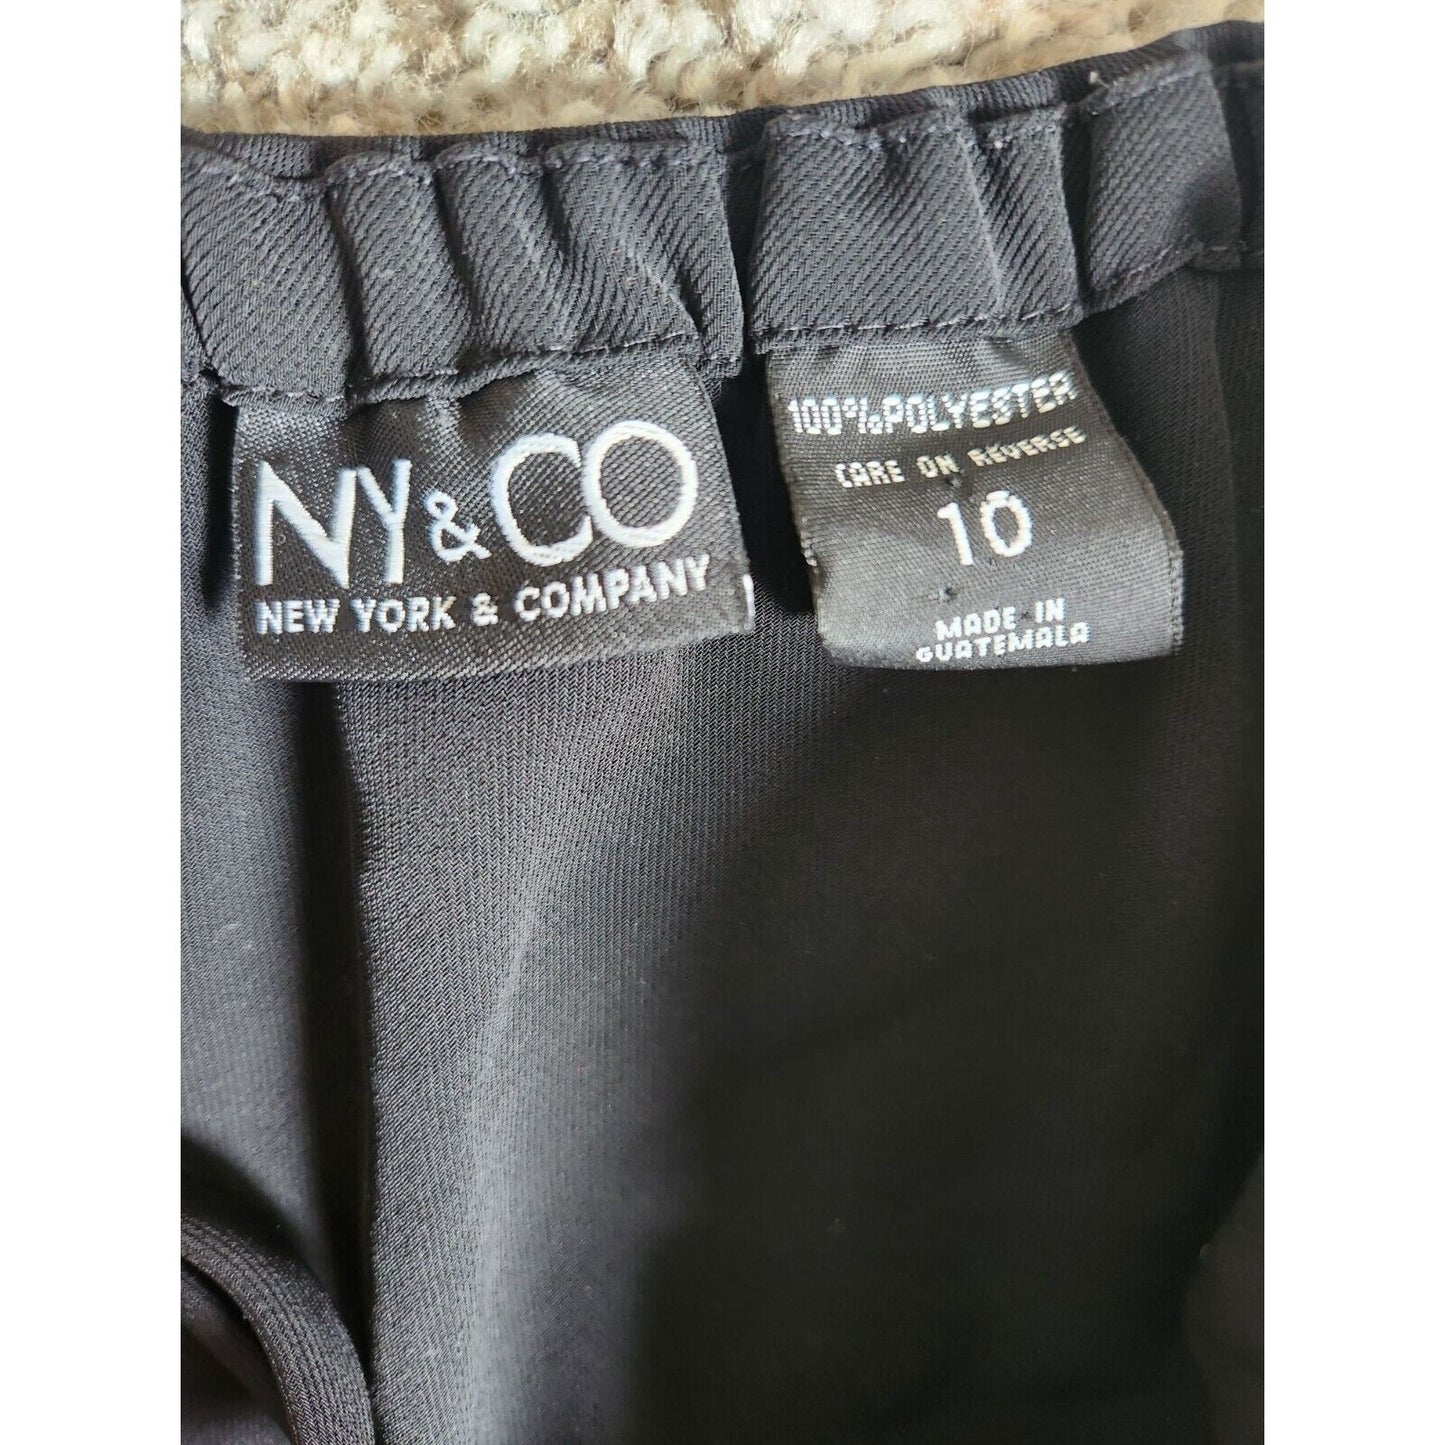 NY&CO
NEW YORK & COMPANY
100%POLYESTER
CARE ON REVERSE
10
MADE IN
GUATEMALA